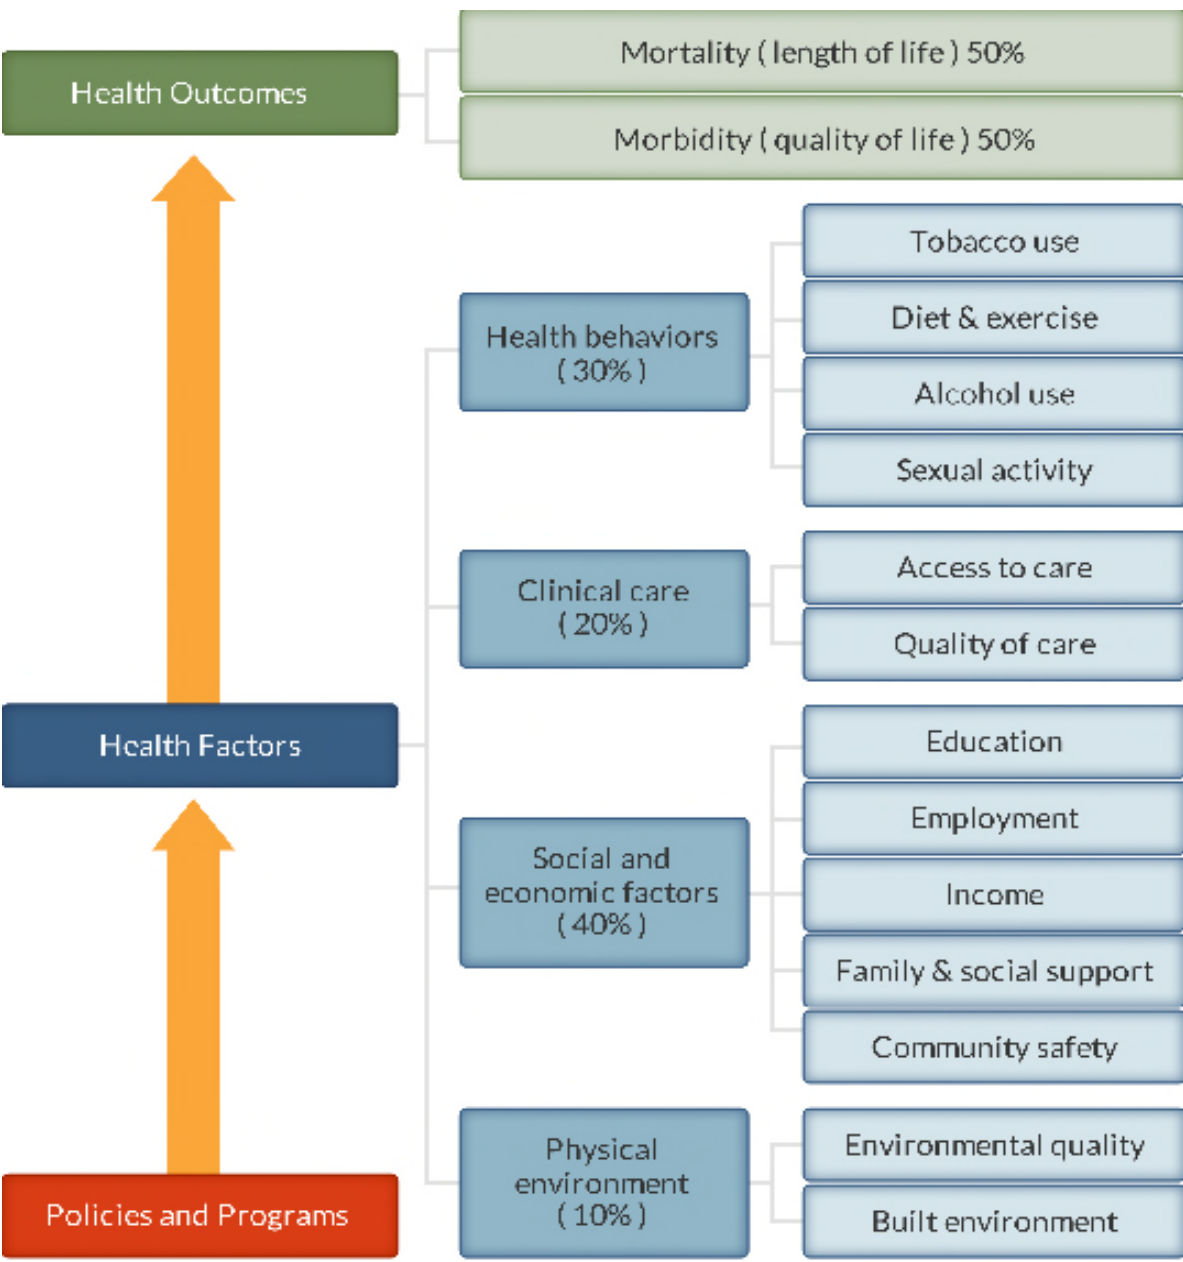 Health Outcomes
Mortality ( length of life ) 50%
Morbidity ( quality of life ) 50%
Health Factors
Health behaviors
( 30% )
Tobacco use
Diet & exercise
Alcohol use
Sexual activity
Clinical care
( 20% )
Access to care
Quality of care
Social and
economic factors
( 40% )
Education
Employment
Income
Family & social support
Community safety
Physical
environment
( 10% )
Environmental quality
Built environment
Policies and Programs